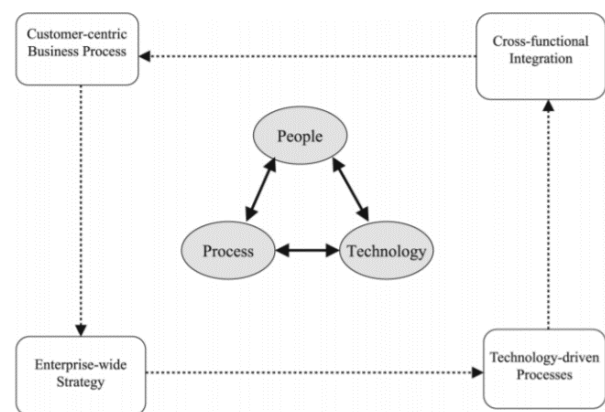 Customer-centric
Business Process
Cross-functional
Integration
People
Process
Technology
Enterprise-wide
Strategy
Technology-driven
Processes